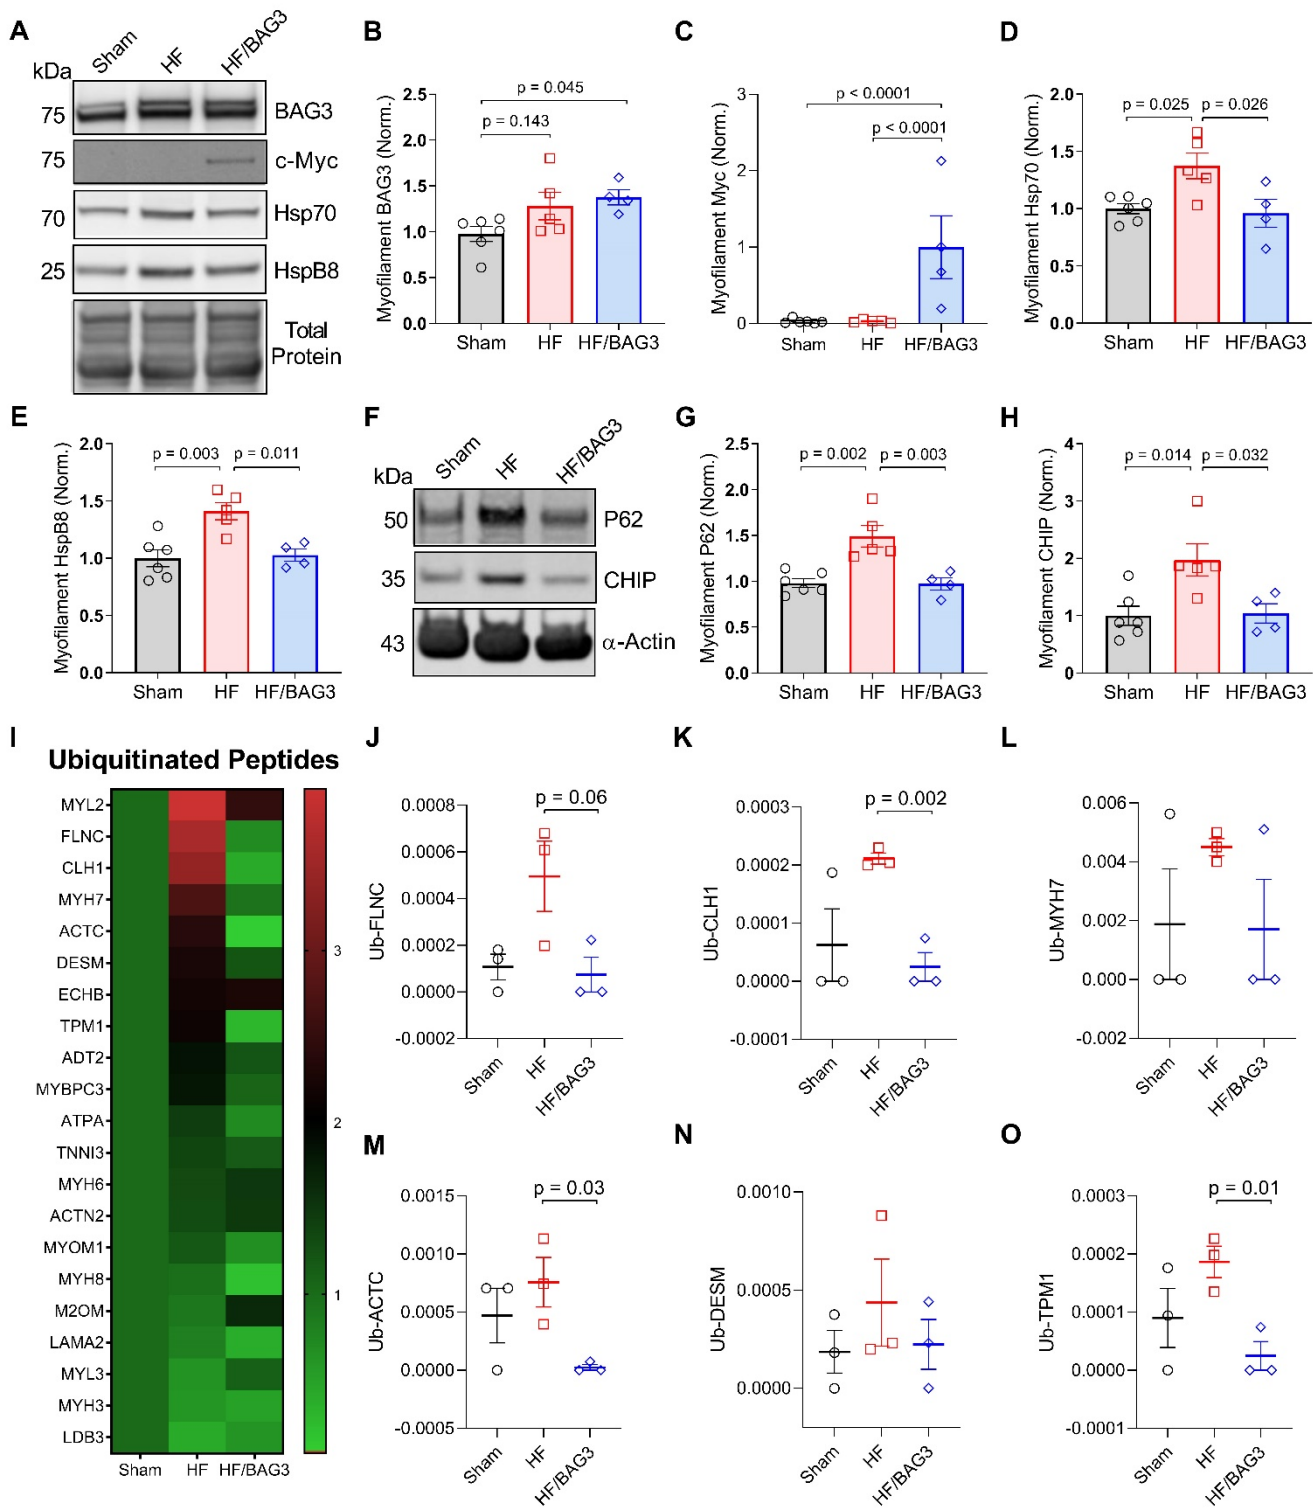 A
Sham
HF
HF/BAG3
kDa
75
BAG3
75
c-Myc
70
Hsp70
25
HspB8
Total
Protein
B
p = 0.045
p = 0.143
Myofilament BAG3 (Norm.)
2.5
2.0
1.5
1.0
0.5
0.0
Sham
HF
HF/BAG3
C
p < 0.0001
p < 0.0001
Myofilament Myc (Norm.)
3
2
1
0
Sham
HF
HF/BAG3
D
p = 0.025
p = 0.026
Myofilament Hsp70 (Norm.)
2.0
1.5
1.0
0.5
0.0
Sham
HF
HF/BAG3
E
p = 0.003
p = 0.011
Myofilament HspB8 (Norm.)
2.0
1.5
1.0
0.5
0.0
Sham
HF
HF/BAG3
F
Sham
HF
HF/BAG3
kDa
50
P62
35
CHIP
43
α-Actin
G
p = 0.002
p = 0.003
Myofilament P62 (Norm.)
2.5
2.0
1.5
1.0
0.5
0.0
Sham
HF
HF/BAG3
H
p = 0.014
p = 0.032
Myofilament CHIP (Norm.)
4
3
2
1
0
Sham
HF
HF/BAG3
I
Ubiquitinated Peptides
MYL2
FLNC
CLH1
MYH7
ACTC
DESM
ECHB
TPM1
ADT2
MYBPC3
ATPA
TNNI3
MYH6
ACTN2
MYOM1
MYH8
M2OM
LAMA2
MYL3
MYH3
LDB3
Sham
HF
HF/BAG3
3
2
1
J
p = 0.06
Ub-FLNC
0.0008
0.0006
0.0004
0.0002
0.0000
-0.0002
Sham
HF
HF/BAG3
K
p = 0.002
Ub-CLH1
0.0003
0.0002
0.0001
0.0000
-0.0001
Sham
HF
HF/BAG3
L
Ub-MYH7
0.006
0.004
0.002
0.000
-0.002
Sham
HF
HF/BAG3
M
p = 0.03
Ub-ACTC
0.0015
0.0010
0.0005
0.0000
-0.0005
Sham
HF
HF/BAG3
N
Ub-DESM
0.0010
0.0005
0.0000
Sham
HF
HF/BAG3
O
p = 0.01
Ub-TPM1
0.0003
0.0002
0.0001
0.0000
-0.0001
Sham
HF
HF/BAG3